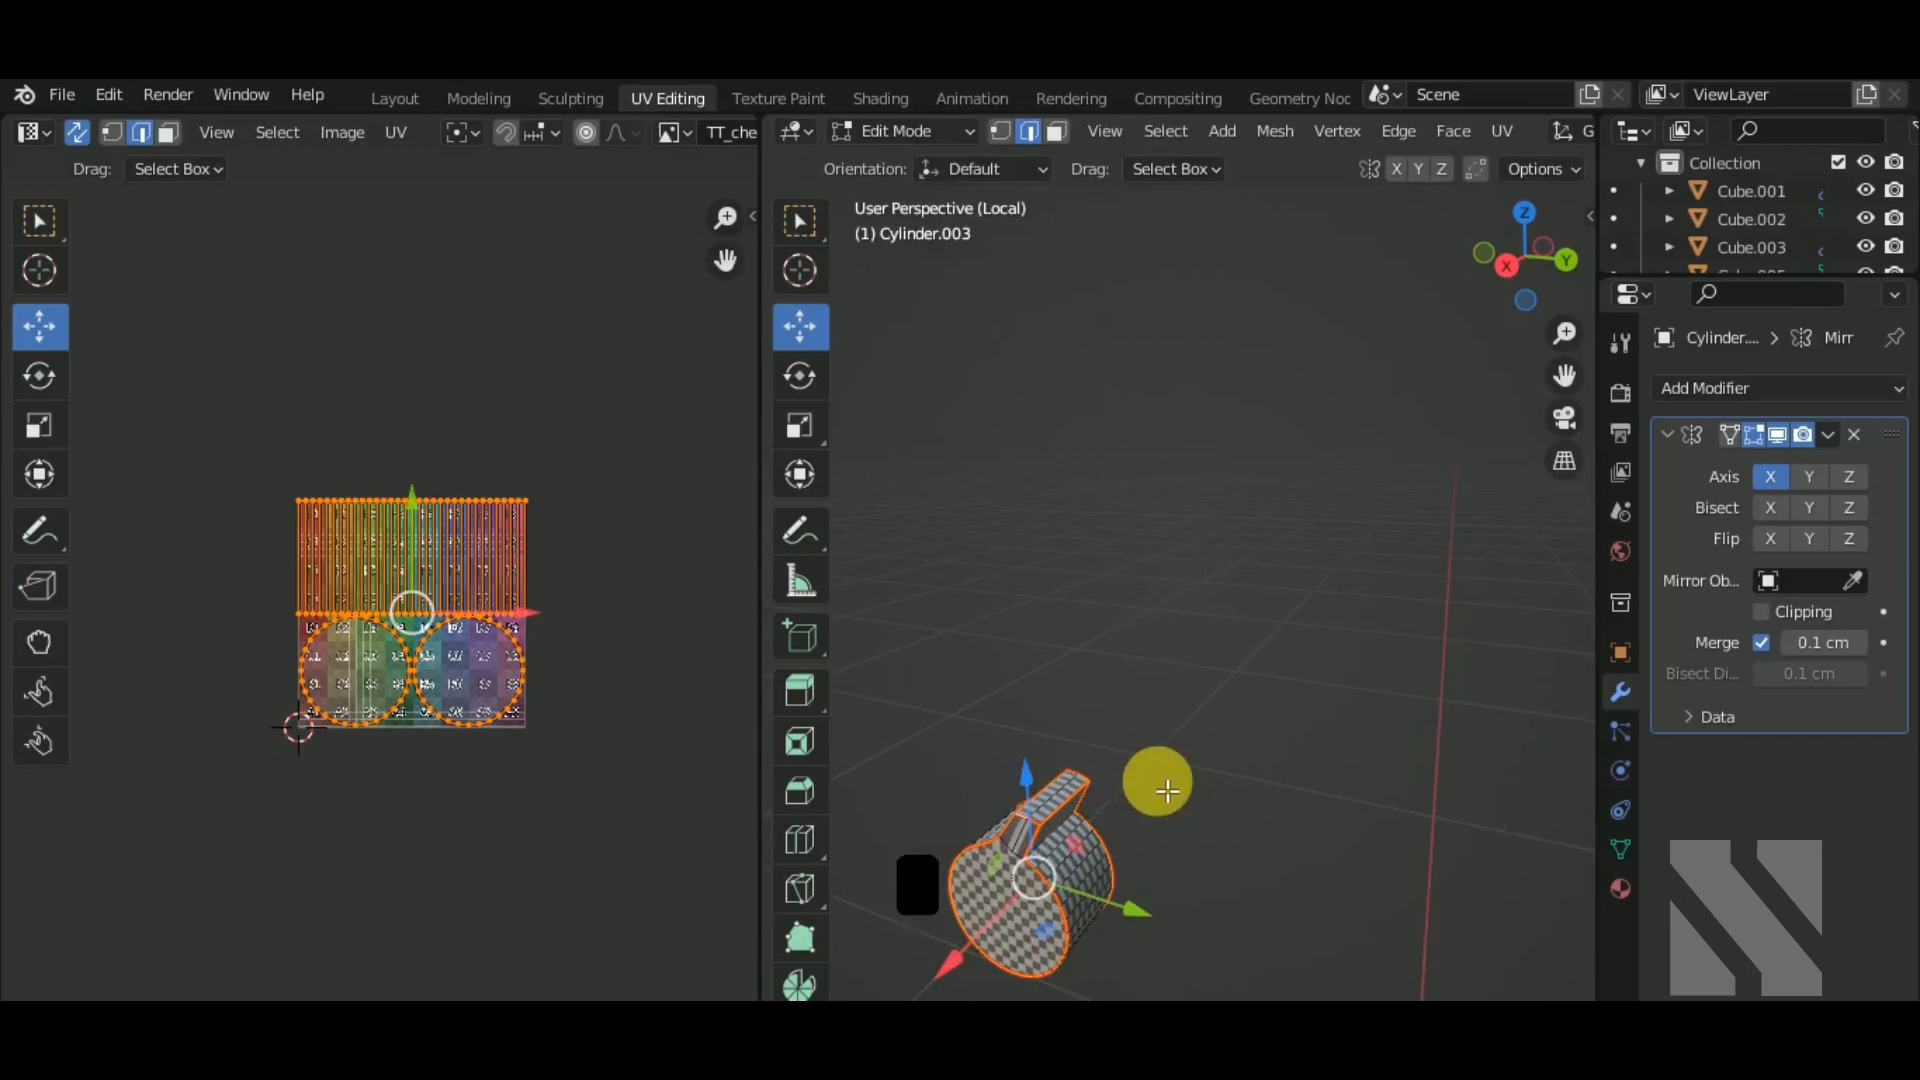 File Edit Render Window Help Layout Modeling Sculpting UV Editing Texture Paint Shading Animation Rendering Compositing Geometry Noc Scene ViewLayer
View Select Image UV TT_che Edit Mode View Select Add Mesh Vertex Edge Face UV G
Drag: Select Box Orientation: Default Drag: Select Box X Y Z Options
Collection
Cube.001
Cube.002
Cube.003
User Perspective (Local)
(1) Cylinder.003
Z
X
Y
Cylinder.... Mirr
Add Modifier
Axis X Y Z
Bisect X Y Z
Flip X Y Z
Mirror Ob...
Clipping
Merge 0.1 cm
Bisect Di... 0.1 cm
Data